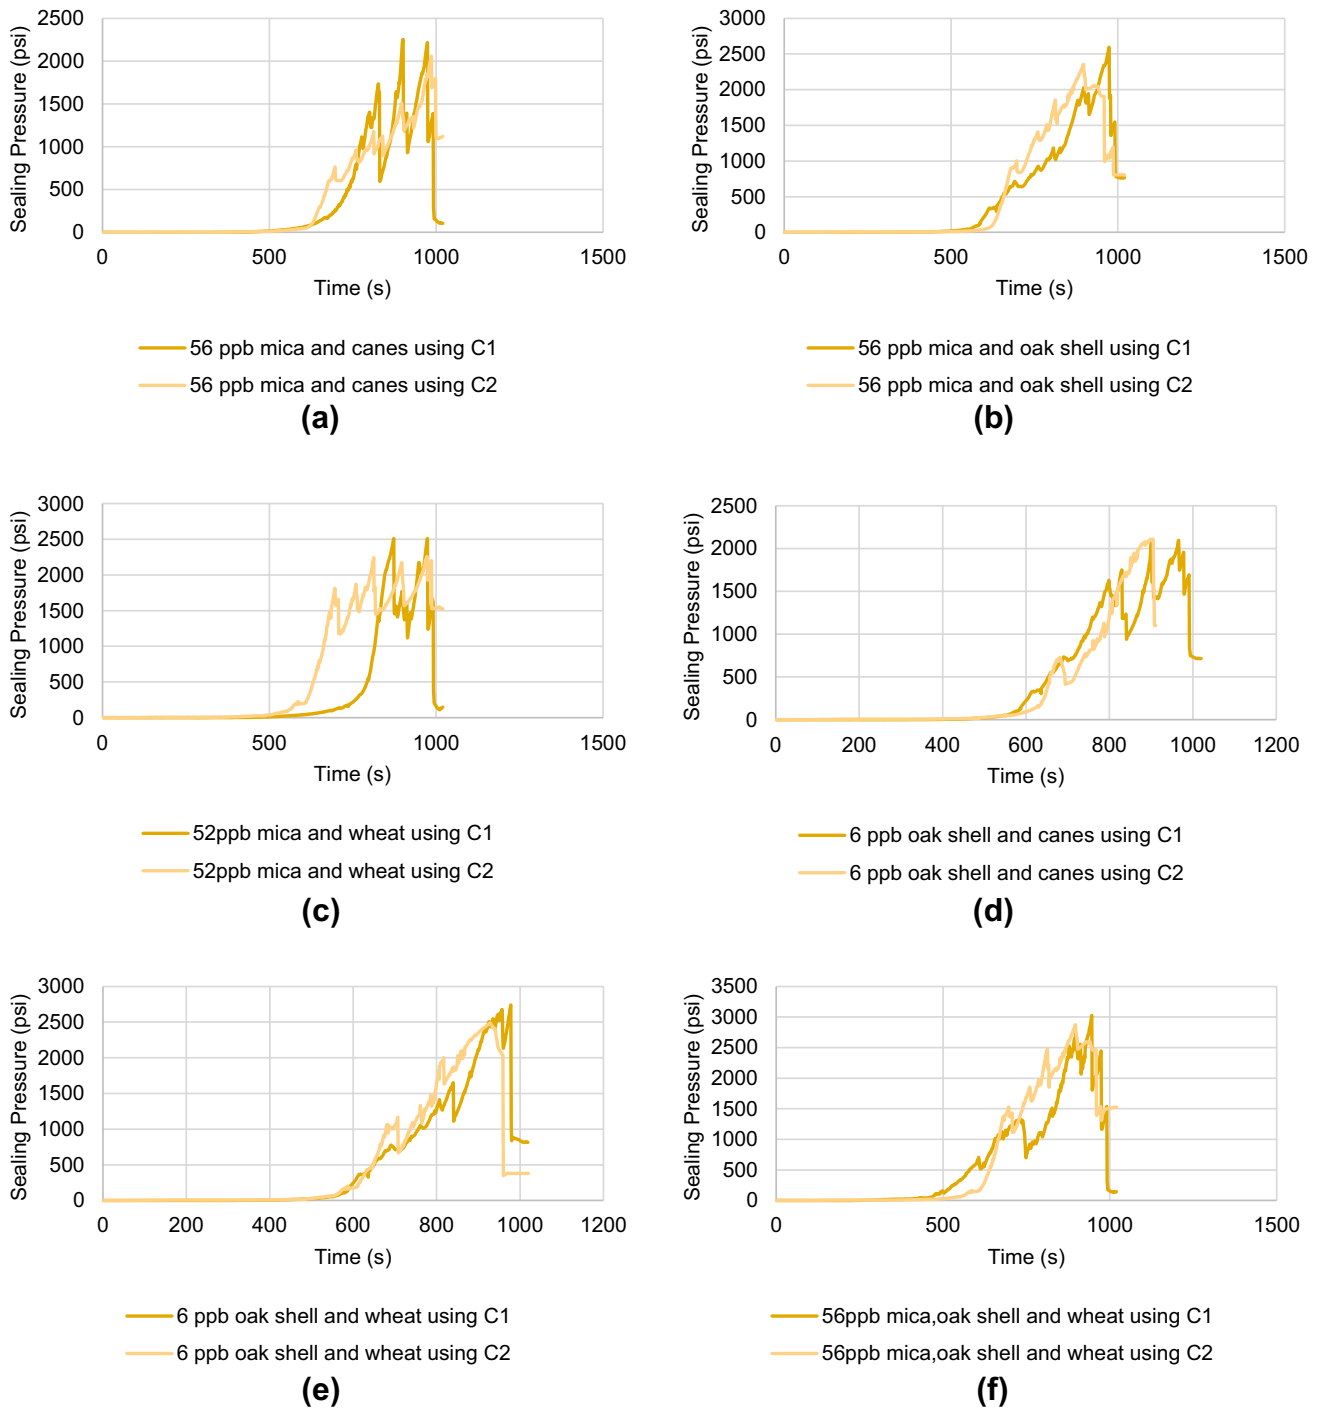 2500
2000
1500
1000
500
0
Sealing Pressure (psi)
0 500 1000 1500
Time (s)
56 ppb mica and canes using C1
56 ppb mica and canes using C2
(a)
3000
2500
2000
1500
1000
500
0
Sealing Pressure (psi)
0 500 1000 1500
Time (s)
56 ppb mica and oak shell using C1
56 ppb mica and oak shell using C2
(b)
3000
2500
2000
1500
1000
500
0
Sealing Pressure (psi)
0 500 1000 1500
Time (s)
52ppb mica and wheat using C1
52ppb mica and wheat using C2
(c)
2500
2000
1500
1000
500
0
Sealing Pressure (psi)
0 200 400 600 800 1000 1200
Time (s)
6 ppb oak shell and canes using C1
6 ppb oak shell and canes using C2
(d)
3000
2500
2000
1500
1000
500
0
Sealing Pressure (psi)
0 200 400 600 800 1000 1200
Time (s)
6 ppb oak shell and wheat using C1
6 ppb oak shell and wheat using C2
(e)
3500
3000
2500
2000
1500
1000
500
0
Sealing Pressure (psi)
0 500 1000 1500
Time (s)
56ppb mica,oak shell and wheat using C1
56ppb mica,oak shell and wheat using C2
(f)